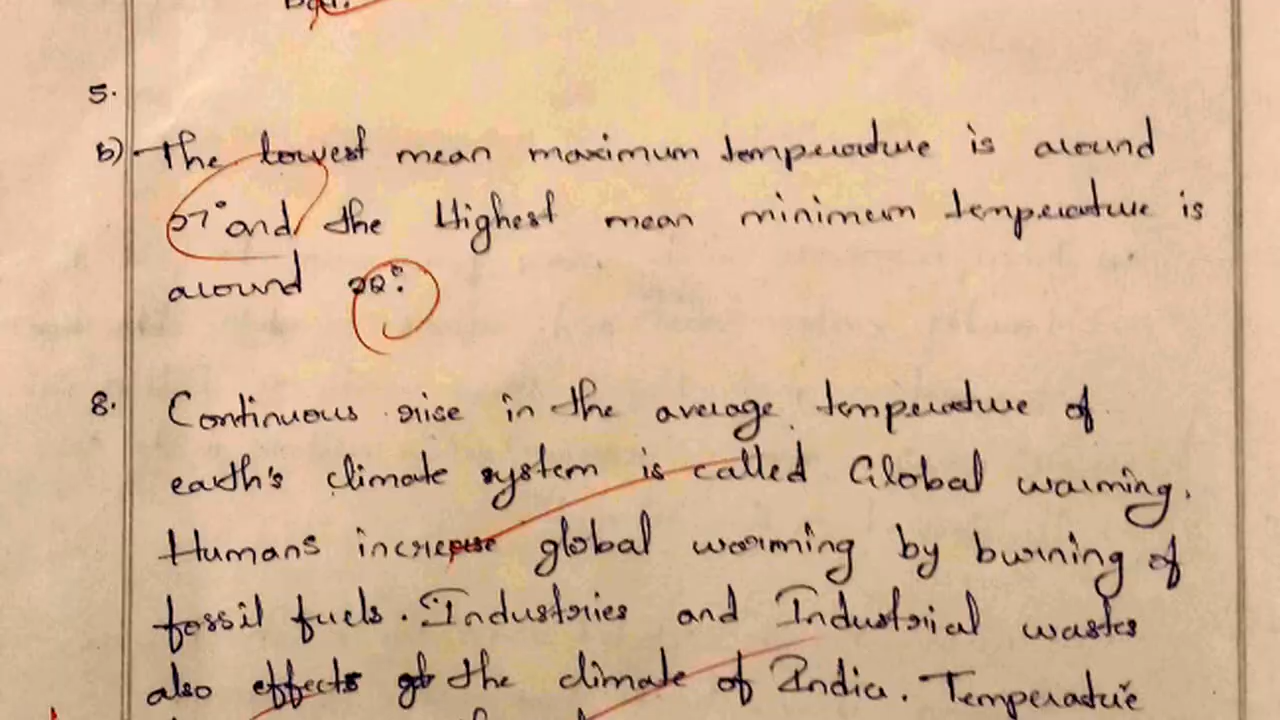 5.
b) The lowest mean maximum temperature is around
27° and the Highest mean minimum temperature is
around 22°.
8. Continuous rise in the average temperature of
earth's climate system is called Global warming.
Humans increase global warming by burning of
fossil fuels. Industries and Industrial wastes
also effects the climate of India. Temperature